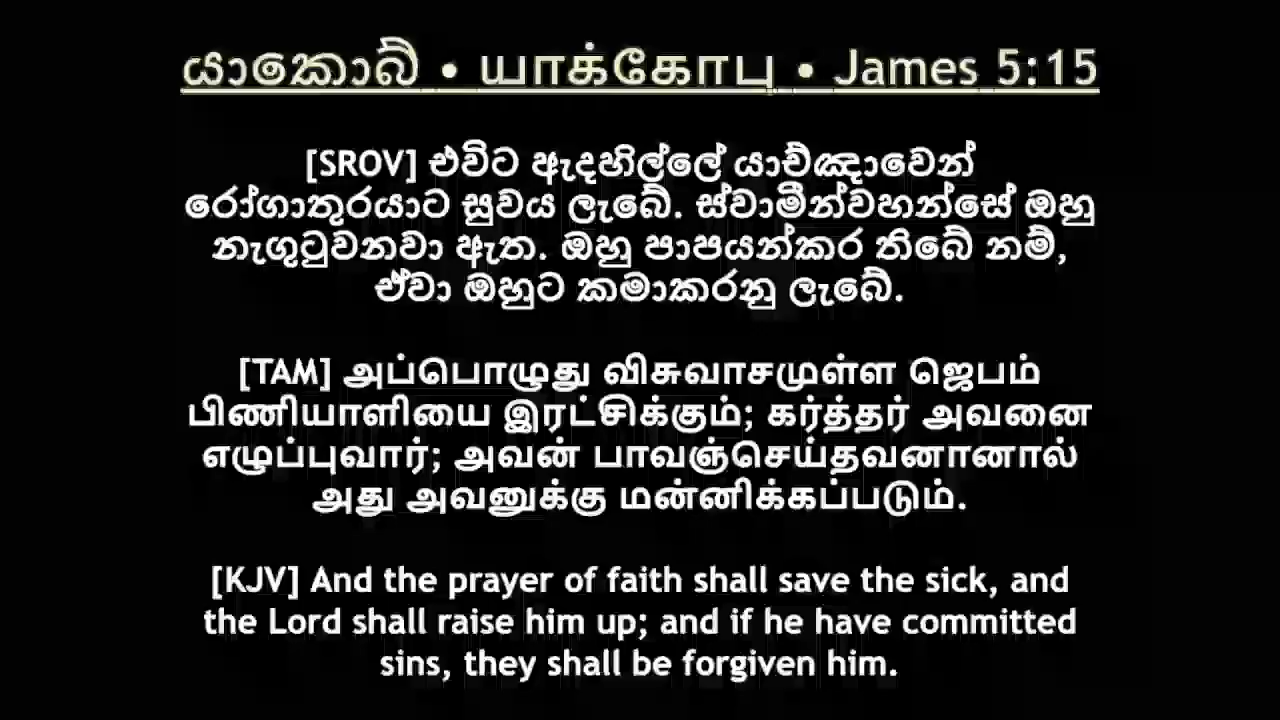 යාකොබ් • யாக்கோபு • James 5:15
[SROV] එවිට ඇදහිල්ලේ යාච්ඤාවෙන්
රෝගාතුරයාට සුවය ලැබේ. ස්වාමීන්වහන්සේ ඔහු
නැගුටුවනවා ඇත. ඔහු පාපයන්කර තිබේ නම්,
ඒවා ඔහුට කමාකරනු ලැබේ.
[TAM] அப்பொழுது விசுவாசமுள்ள ஜெபம்
பிணியாளியை இரட்சிக்கும்; கர்த்தர் அவனை
எழுப்புவார்; அவன் பாவஞ்செய்தவனானால்
அது அவனுக்கு மன்னிக்கப்படும்.
[KJV] And the prayer of faith shall save the sick, and
the Lord shall raise him up; and if he have committed
sins, they shall be forgiven him.